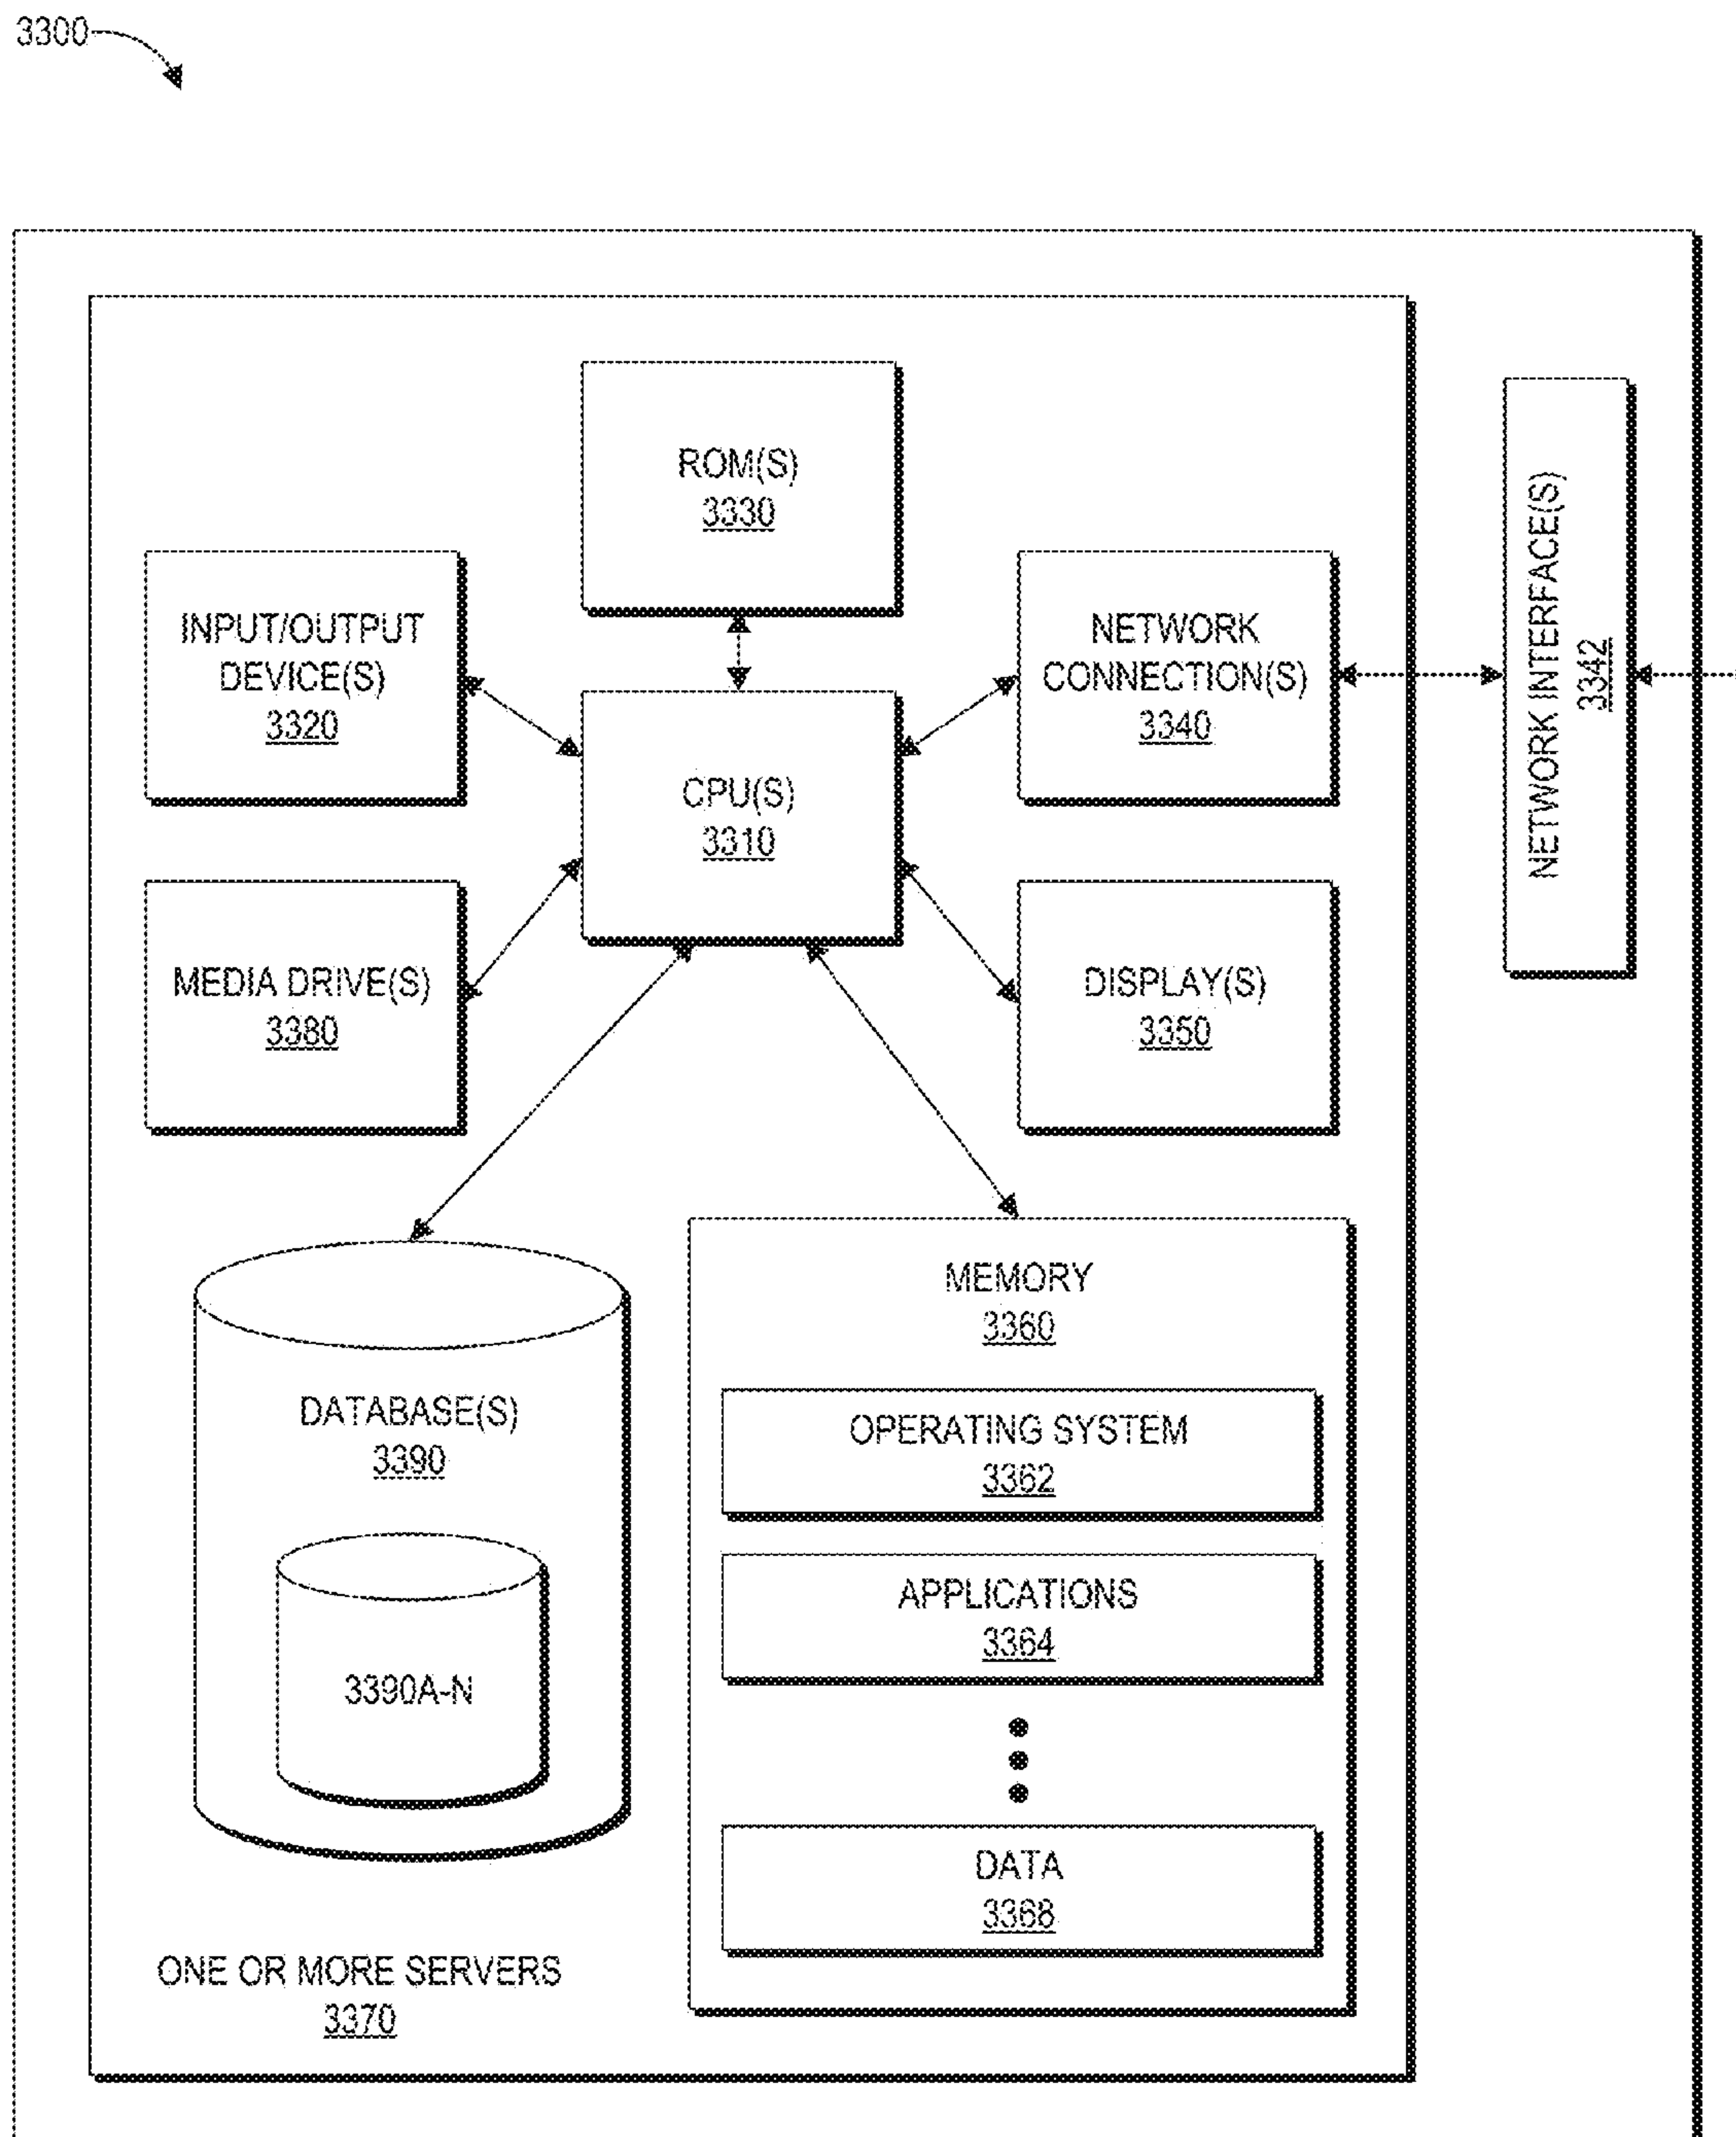 3300
ROM(S)
3330
INPUT/OUTPUT
DEVICE(S)
3320
NETWORK
CONNECTION(S)
3340
NETWORK INTERFACE(S)
3342
CPU(S)
3310
MEDIA DRIVE(S)
3380
DISPLAY(S)
3350
MEMORY
3360
DATABASE(S)
3390
OPERATING SYSTEM
3362
APPLICATIONS
3364
3390A-N
DATA
3368
ONE OR MORE SERVERS
3370